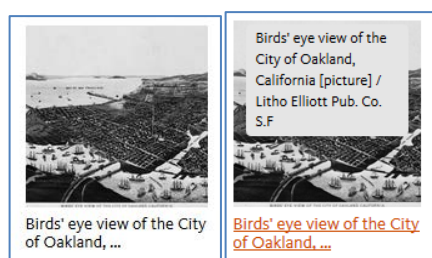 Birds' eye view of the City
of Oakland, ...
Birds' eye view of the
City of Oakland,
California [picture] /
Litho Elliott Pub. Co.
S.F
Birds' eye view of the City
of Oakland, ...